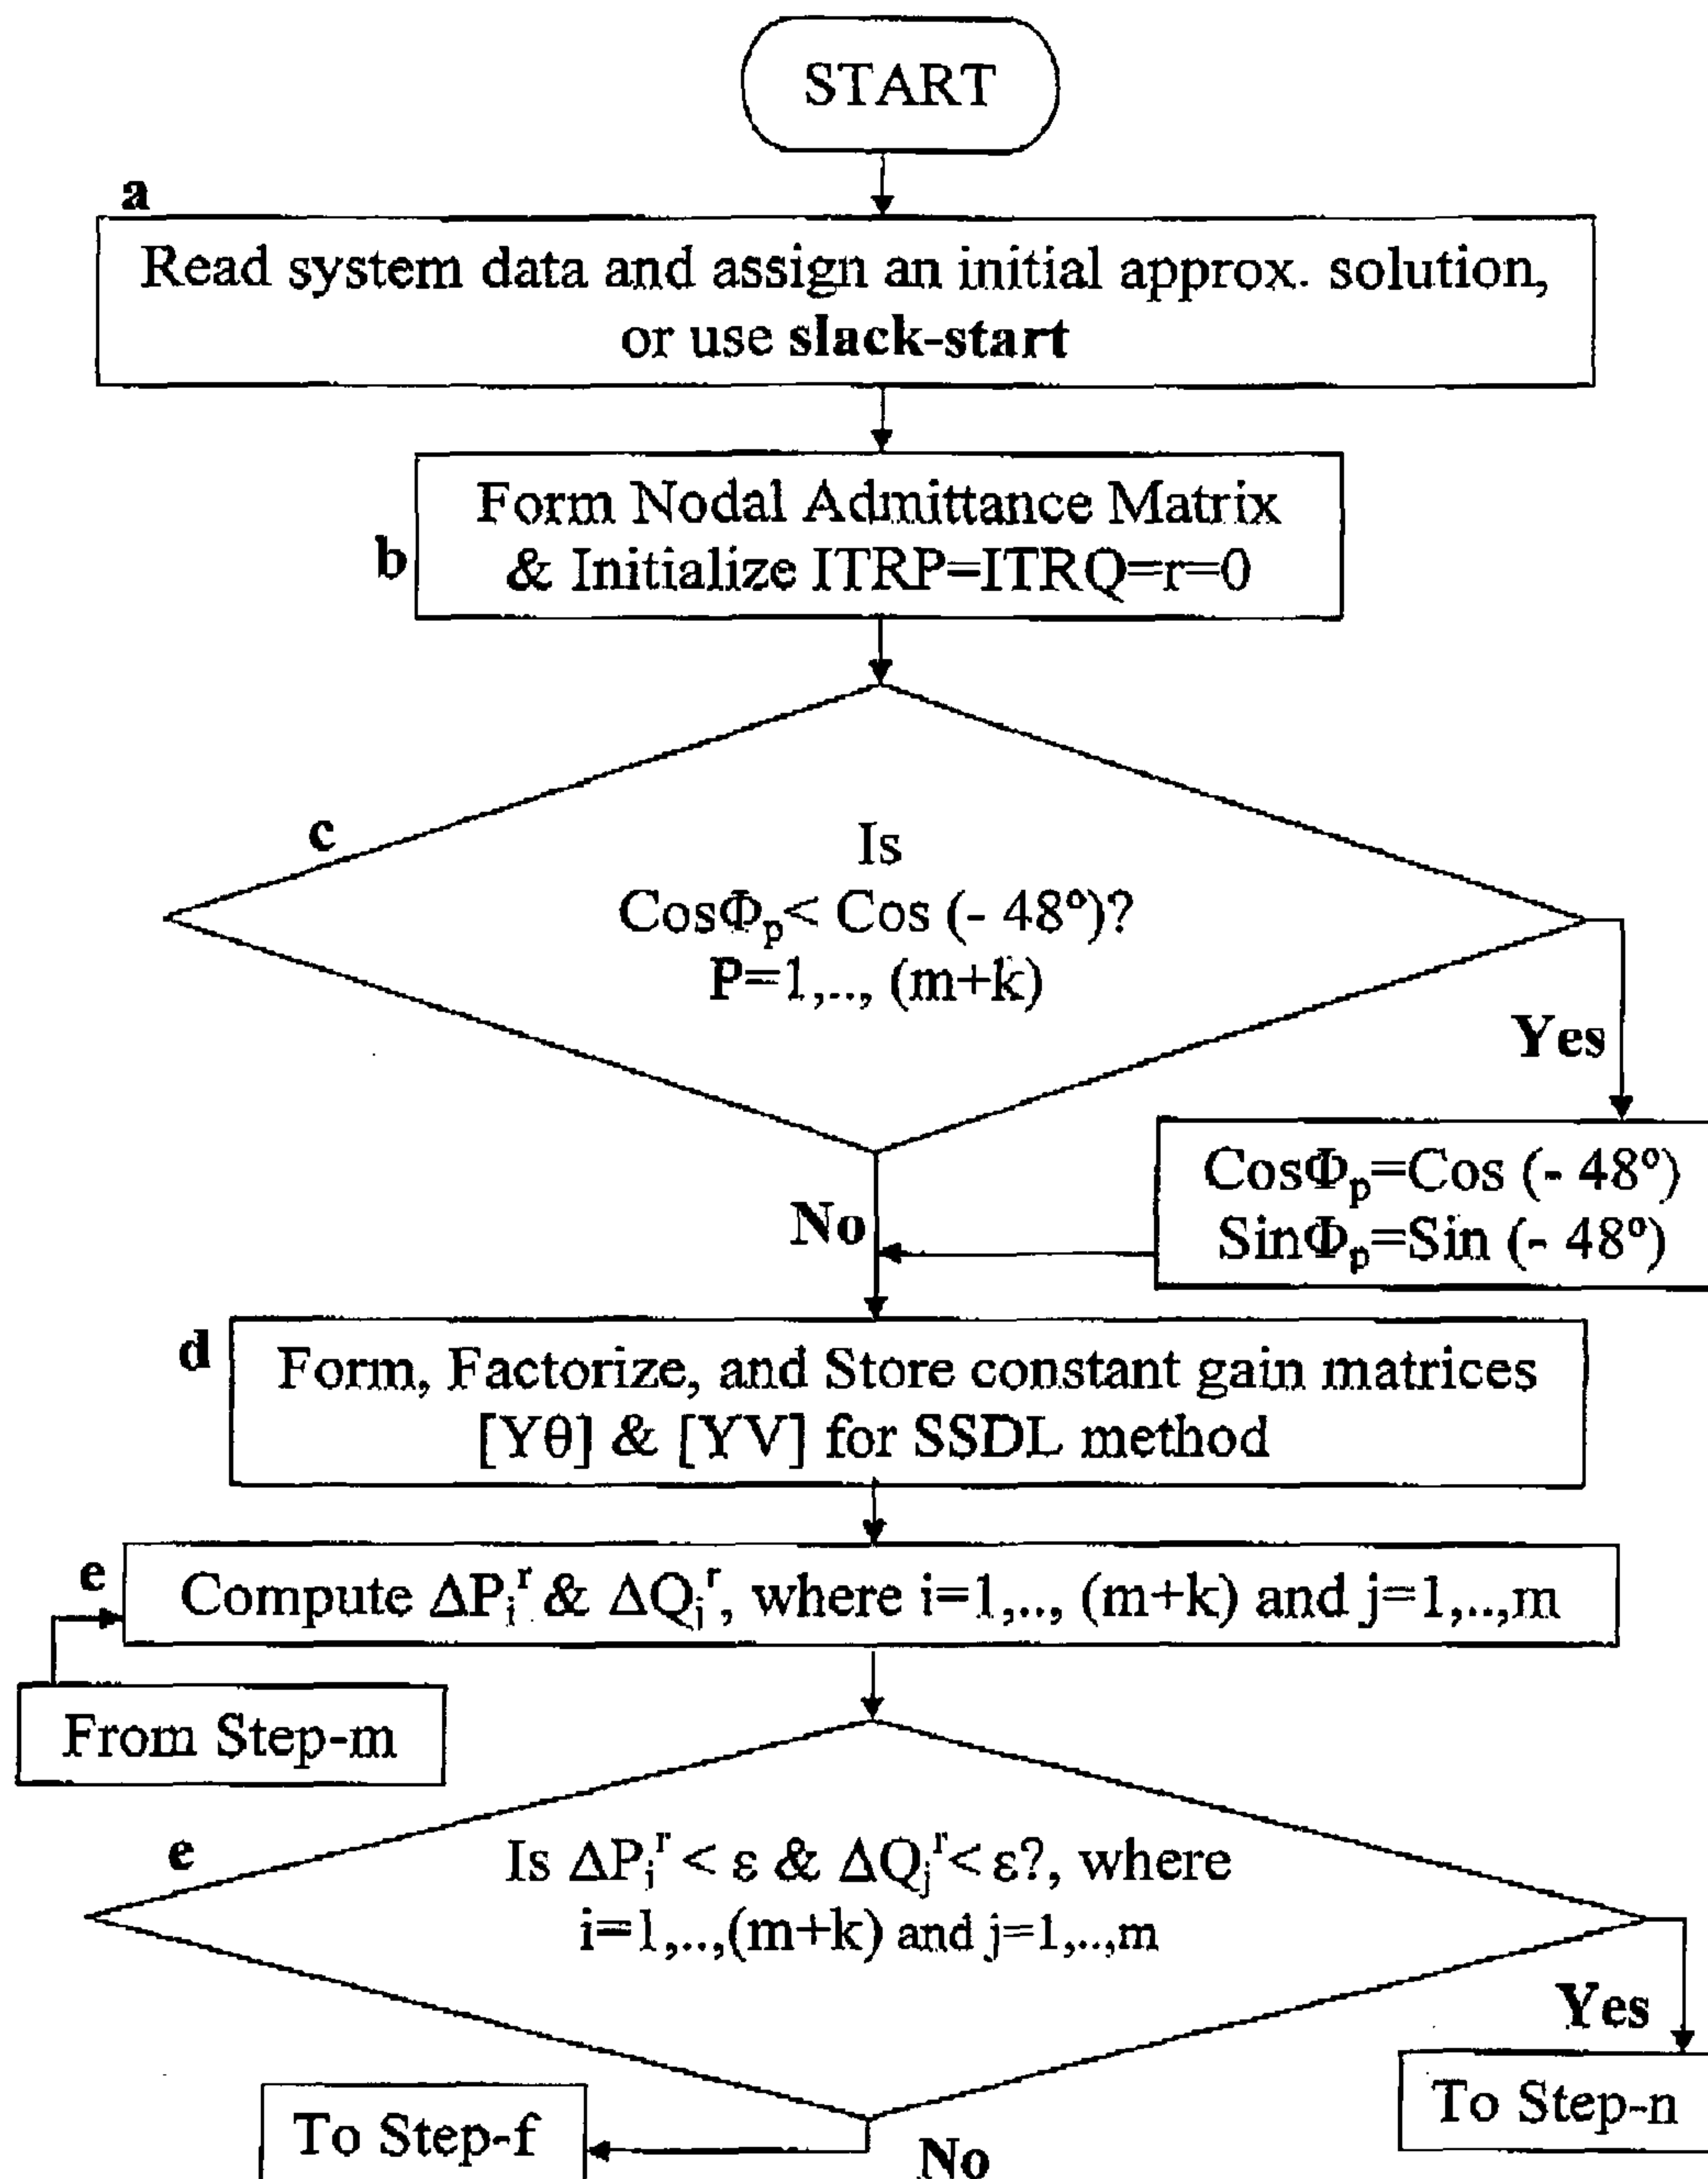 START
a
Read system data and assign an initial approx. solution,
or use slack-start
b
Form Nodal Admittance Matrix
& Initialize ITRP=ITRQ=r=0
c
Is
CosΦₚ< Cos (- 48º)?
P=1,.., (m+k)
Yes
CosΦₚ=Cos (- 48º)
SinΦₚ=Sin (- 48º)
No
d
Form, Factorize, and Store constant gain matrices
[Yθ] & [YV] for SSDL method
e
Compute ΔPᵢʳ & ΔQⱼʳ, where i=1,.., (m+k) and j=1,..,m
From Step-m
e
Is ΔPᵢʳ < ε & ΔQⱼʳ< ε?, where
i=1,..,(m+k) and j=1,..,m
Yes
To Step-n
To Step-f
No